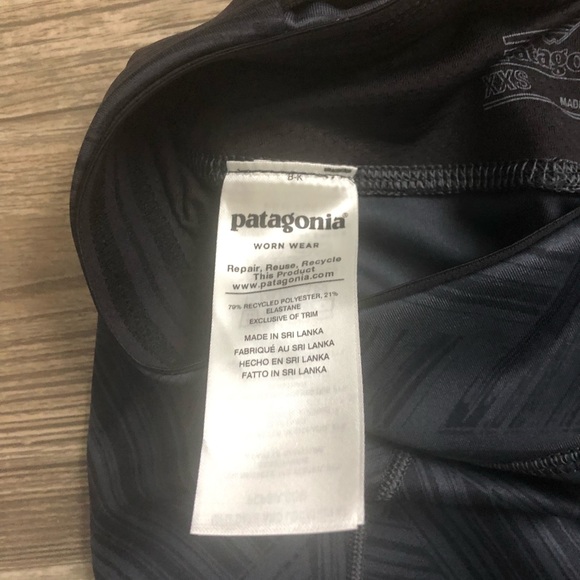 patagonia
XXS
MADE
B-K
patagonia®
WORN WEAR
Repair, Reuse, Recycle
This Product
www.patagonia.com
79% RECYCLED POLYESTER, 21%
ELASTANE
EXCLUSIVE OF TRIM
MADE IN SRI LANKA
FABRIQUÉ AU SRI LANKA
HECHO EN SRI LANKA
FATTO IN SRI LANKA